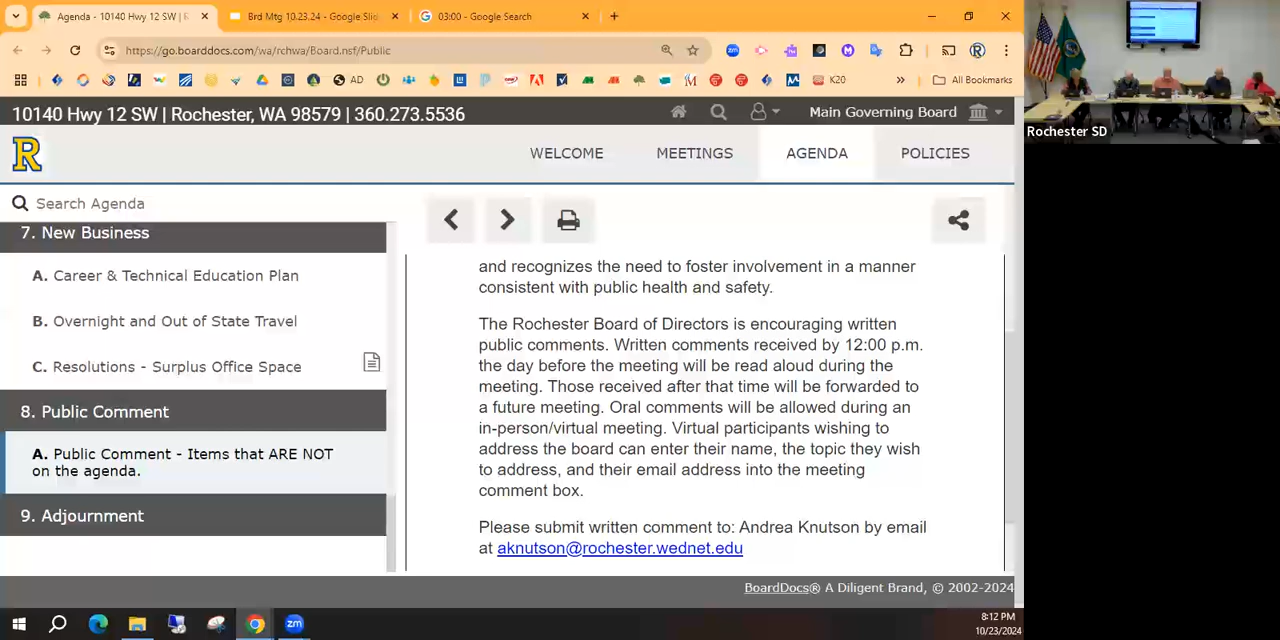 Agenda - 10140 Hwy 12 SW | R
Brd Mtg 10.23.24 - Google Slid
03:00 - Google Search
https://go.boarddocs.com/wa/rchwa/Board.nsf/Public
AD
K20
All Bookmarks
10140 Hwy 12 SW | Rochester, WA 98579 | 360.273.5536
Main Governing Board
R
WELCOME
MEETINGS
AGENDA
POLICIES
Search Agenda
7. New Business
A. Career & Technical Education Plan
B. Overnight and Out of State Travel
C. Resolutions - Surplus Office Space
8. Public Comment
A. Public Comment - Items that ARE NOT
on the agenda.
9. Adjournment
and recognizes the need to foster involvement in a manner
consistent with public health and safety.
The Rochester Board of Directors is encouraging written
public comments. Written comments received by 12:00 p.m.
the day before the meeting will be read aloud during the
meeting. Those received after that time will be forwarded to
a future meeting. Oral comments will be allowed during an
in-person/virtual meeting. Virtual participants wishing to
address the board can enter their name, the topic they wish
to address, and their email address into the meeting
comment box.
Please submit written comment to: Andrea Knutson by email
at aknutson@rochester.wednet.edu
BoardDocs® A Diligent Brand, © 2002-2024
zm
8:12 PM
10/23/2024
Rochester SD